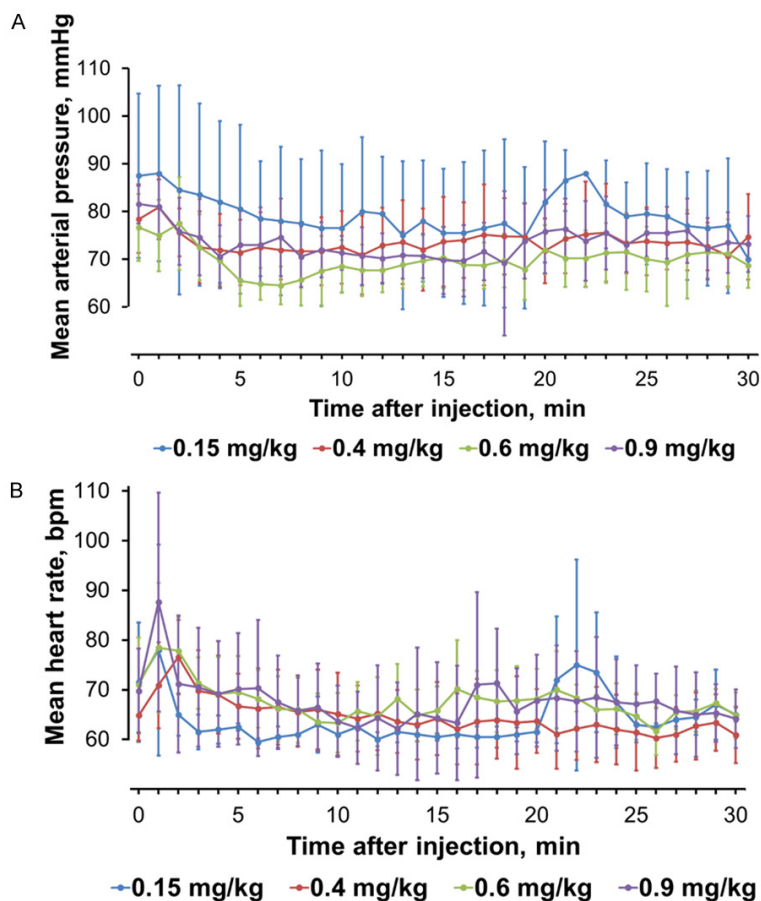 A
Mean arterial pressure, mmHg
110
100
90
80
70
60
0 5 10 15 20 25 30
Time after injection, min
0.15 mg/kg 0.4 mg/kg 0.6 mg/kg 0.9 mg/kg
B
Mean heart rate, bpm
110
100
90
80
70
60
0 5 10 15 20 25 30
Time after injection, min
0.15 mg/kg 0.4 mg/kg 0.6 mg/kg 0.9 mg/kg